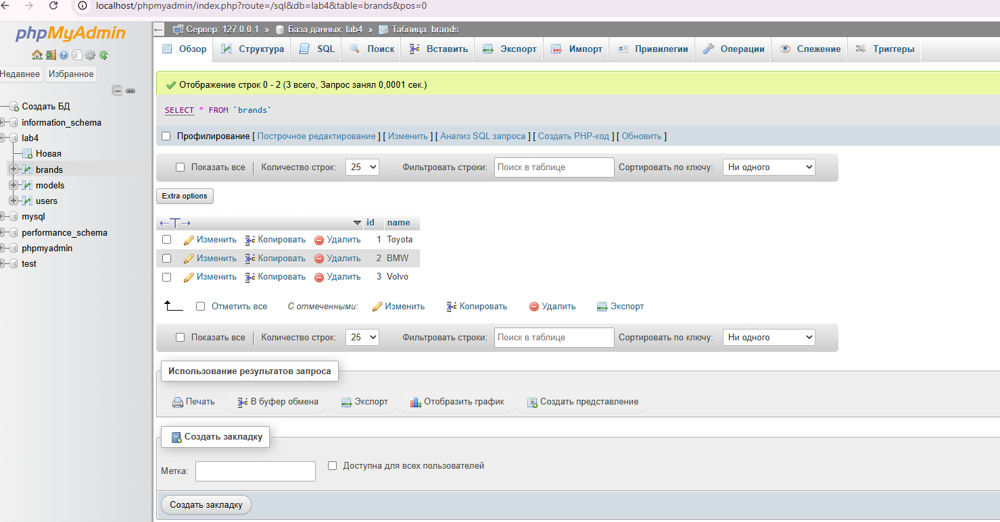 localhost/phpmyadmin/index.php?route=/sql&db=lab4&table=brands&pos=0
phpMyAdmin
Недавнее Избранное
Создать БД
information_schema
lab4
Новая
brands
models
users
mysql
performance_schema
phpmyadmin
test
Сервер: 127.0.0.1 » База данных: lab4 » Таблица: brands
Обзор Структура SQL Поиск Вставить Экспорт Импорт Привилегии Операции Слежение Триггеры
Отображение строк 0 - 2 (3 всего, Запрос занял 0,0001 сек.)
SELECT * FROM `brands`
Профилирование [ Построчное редактирование ] [ Изменить ] [ Анализ SQL запроса ] [ Создать PHP-код ] [ Обновить ]
Показать все Количество строк: 25 Фильтровать строки: Поиск в таблице Сортировать по ключу: Ни одного
Extra options
←T→ id name
Изменить Копировать Удалить 1 Toyota
Изменить Копировать Удалить 2 BMW
Изменить Копировать Удалить 3 Volvo
Отметить все С отмеченными: Изменить Копировать Удалить Экспорт
Показать все Количество строк: 25 Фильтровать строки: Поиск в таблице Сортировать по ключу: Ни одного
Использование результатов запроса
Печать В буфер обмена Экспорт Отобразить график Создать представление
Создать закладку
Метка: Доступна для всех пользователей
Создать закладку